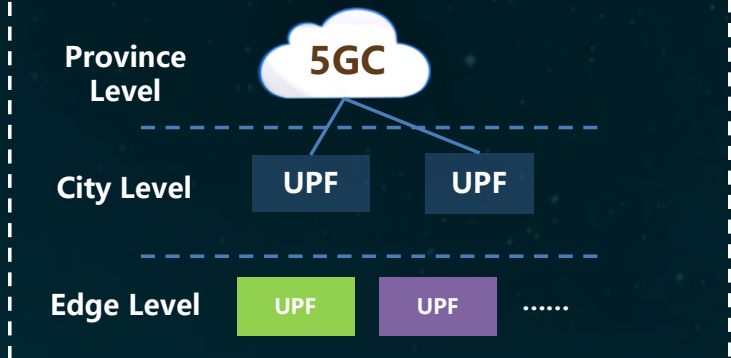 Province
Level
5GC
City Level
UPF
UPF
Edge Level
UPF
UPF
......